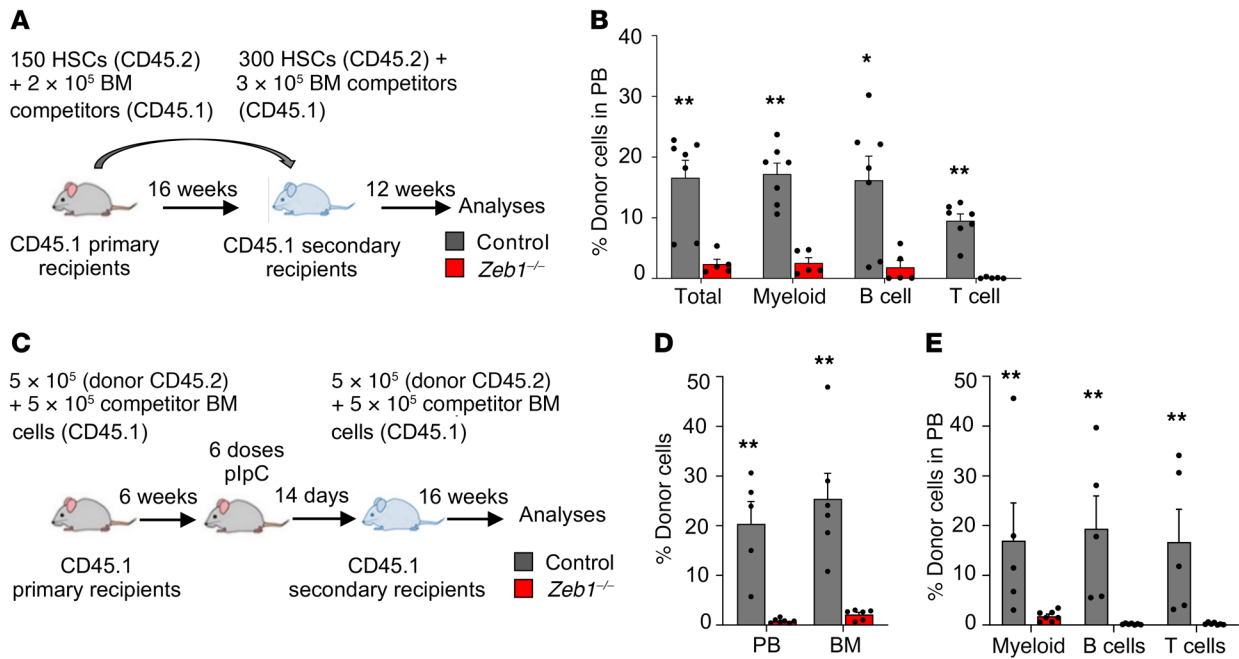 A
150 HSCs (CD45.2)
+ 2 × 10⁵ BM
competitors (CD45.1)
300 HSCs (CD45.2) +
3 × 10⁵ BM competitors
(CD45.1)
16 weeks
12 weeks
Analyses
CD45.1 primary
recipients
CD45.1 secondary
recipients
Control
Zeb1⁻/⁻
B
% Donor cells in PB
40
30
20
10
0
**
**
*
**
Total
Myeloid
B cell
T cell
C
5 × 10⁵ (donor CD45.2)
+ 5 × 10⁵ competitor BM
cells (CD45.1)
5 × 10⁵ (donor CD45.2)
+ 5 × 10⁵ competitor BM
cells (CD45.1)
6 weeks
6 doses
pIpC
14 days
16 weeks
Analyses
CD45.1
primary recipients
CD45.1
secondary recipients
Control
Zeb1⁻/⁻
D
% Donor cells
50
40
30
20
10
0
**
**
PB
BM
E
% Donor cells in PB
50
40
30
20
10
0
**
**
**
Myeloid
B cells
T cells